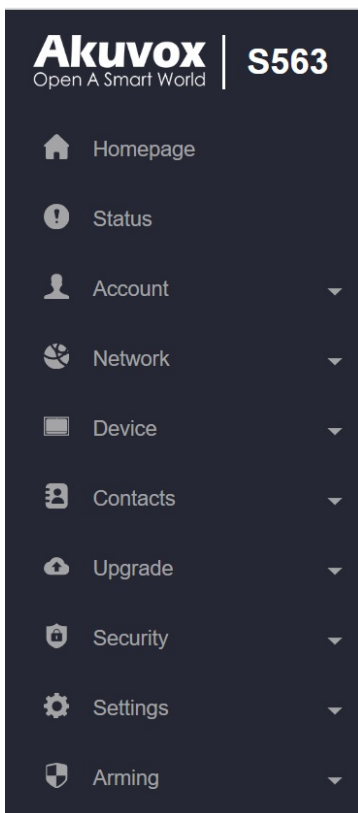 Akuvox
Open A Smart World
S563
Homepage
Status
Account
Network
Device
Contacts
Upgrade
Security
Settings
Arming